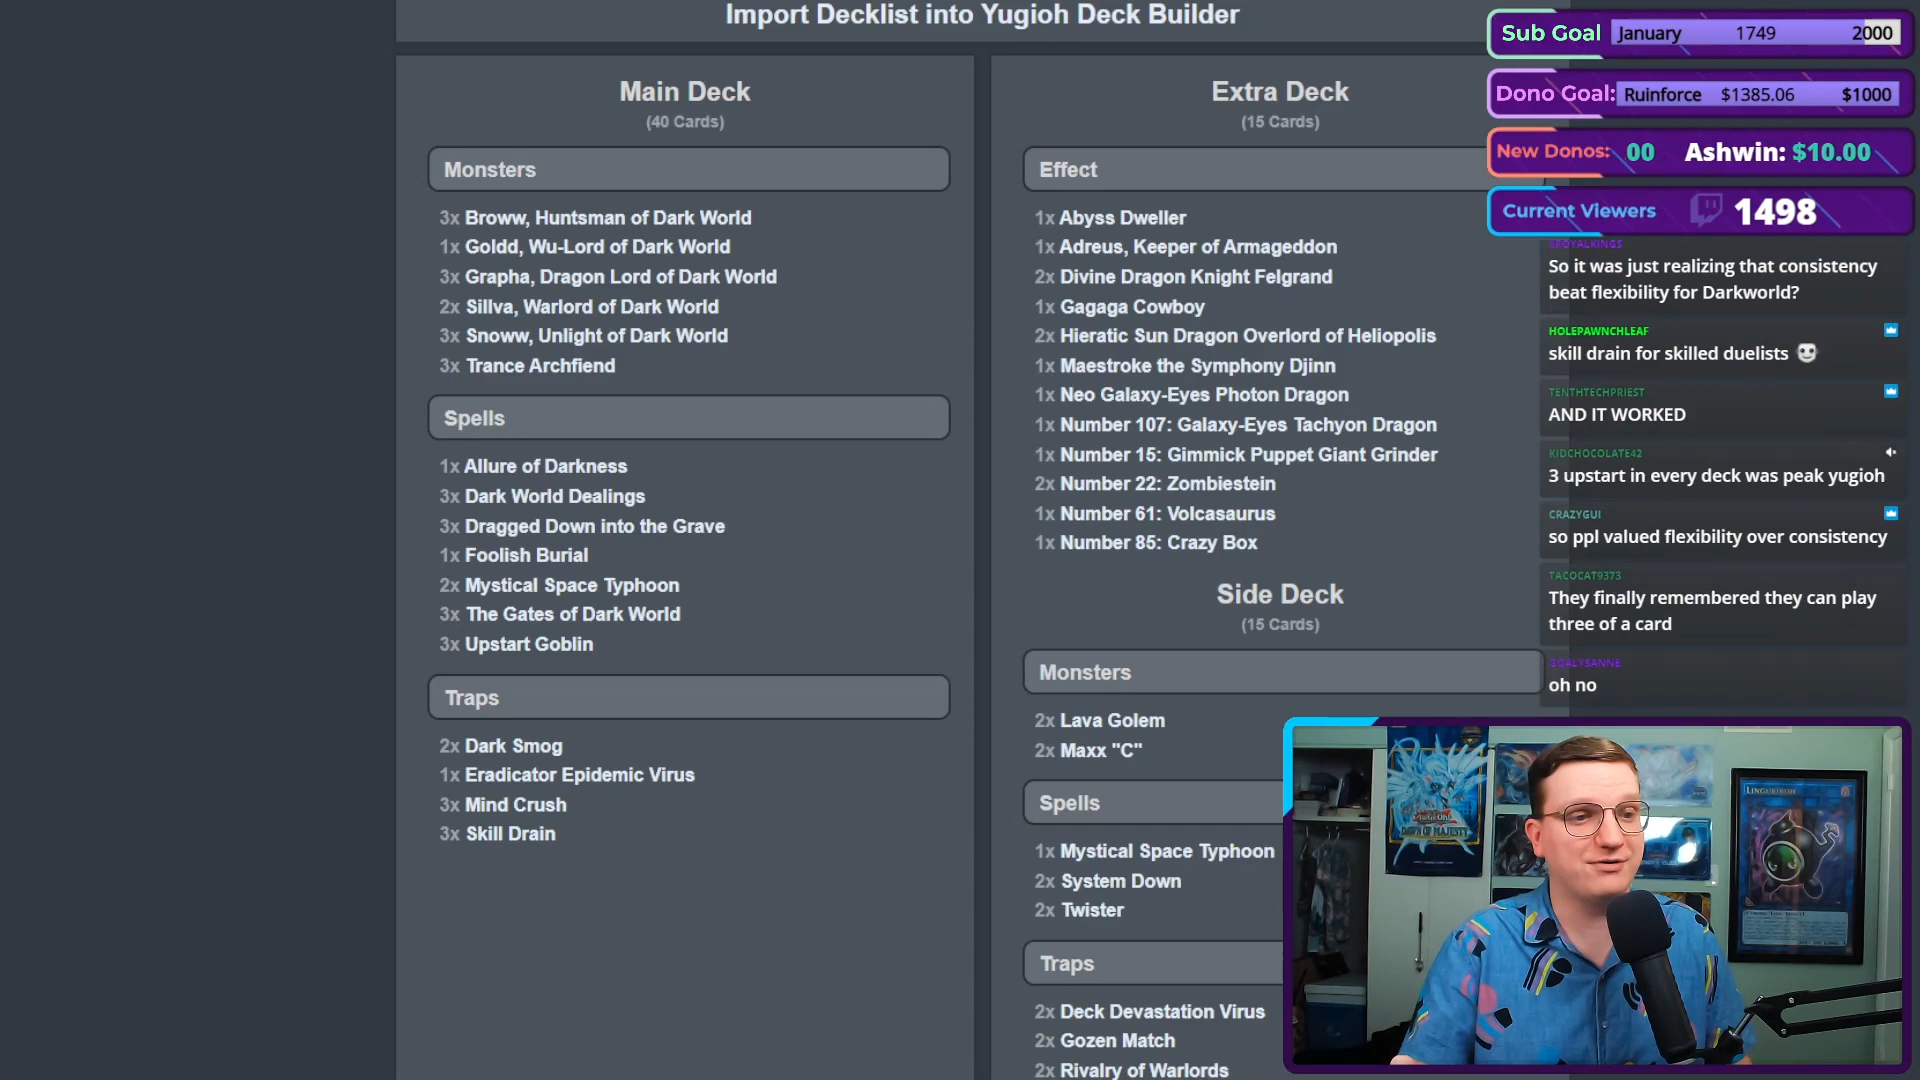 Import Decklist into Yugioh Deck Builder
Main Deck
(40 Cards)
Monsters
3x Broww, Huntsman of Dark World
1x Goldd, Wu-Lord of Dark World
3x Grapha, Dragon Lord of Dark World
2x Sillva, Warlord of Dark World
3x Snoww, Unlight of Dark World
3x Trance Archfiend
Spells
1x Allure of Darkness
3x Dark World Dealings
3x Dragged Down into the Grave
1x Foolish Burial
2x Mystical Space Typhoon
3x The Gates of Dark World
3x Upstart Goblin
Traps
2x Dark Smog
1x Eradicator Epidemic Virus
3x Mind Crush
3x Skill Drain
Extra Deck
(15 Cards)
Effect
1x Abyss Dweller
1x Adreus, Keeper of Armageddon
2x Divine Dragon Knight Felgrand
1x Gagaga Cowboy
2x Hieratic Sun Dragon Overlord of Heliopolis
1x Maestroke the Symphony Djinn
1x Neo Galaxy-Eyes Photon Dragon
1x Number 107: Galaxy-Eyes Tachyon Dragon
1x Number 15: Gimmick Puppet Giant Grinder
2x Number 22: Zombiestein
1x Number 61: Volcasaurus
1x Number 85: Crazy Box
Side Deck
(15 Cards)
Monsters
2x Lava Golem
2x Maxx "C"
Spells
1x Mystical Space Typhoon
2x System Down
2x Twister
Traps
2x Deck Devastation Virus
2x Gozen Match
2x Rivalry of Warlords
Sub Goal January 1749 2000
Dono Goal: Ruinforce $1385.06 $1000
New Donos: 00 Ashwin: $10.00
Current Viewers 1498
So it was just realizing that consistency
beat flexibility for Darkworld?
HOLEPAWNCHLEAF
skill drain for skilled duelists
TENTHTECHPRIEST
AND IT WORKED
KIDCHOCOLATE42
3 upstart in every deck was peak yugioh
CRAZYGUI
so ppl valued flexibility over consistency
TACOCAT9373
They finally remembered they can play
three of a card
oh no
DAWN OF MAJESTY